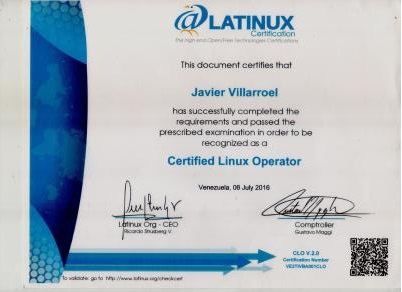 @LATINUX
Certification
The high end Open/Free Technologies Certifications
This document certifies that
Javier Villarroel
has successfully completed the
requirements and passed the
prescribed examination in order to be
recognized as a
Certified Linux Operator
Venezuela, 08 July 2016
Latinux Org - CEO
Ricardo Strusberg V.
Comptroller
Gustavo Maggi
CLO V.2.0
Certification Number
To validate: go to http://www.latinux.org/checkcert